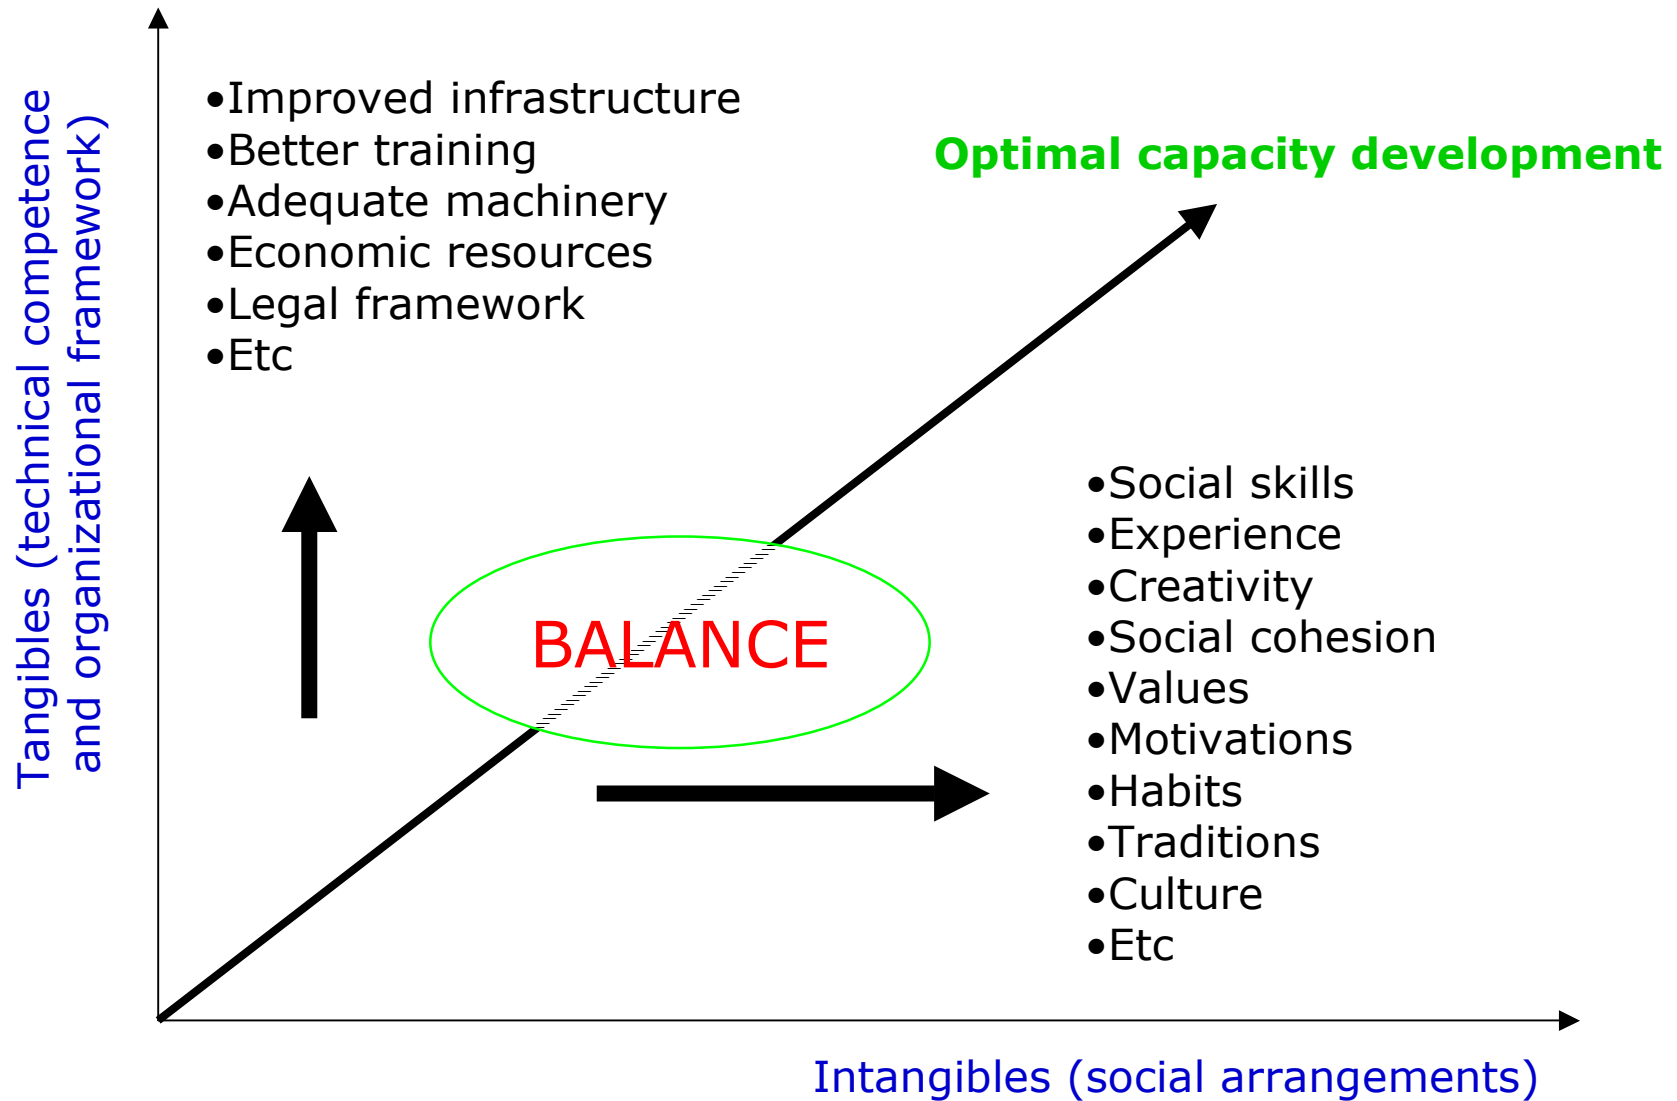 Tangibles (technical competence
and organizational framework)
•Improved infrastructure
•Better training
•Adequate machinery
•Economic resources
•Legal framework
•Etc
Optimal capacity development
BALANCE
•Social skills
•Experience
•Creativity
•Social cohesion
•Values
•Motivations
•Habits
•Traditions
•Culture
•Etc
Intangibles (social arrangements)